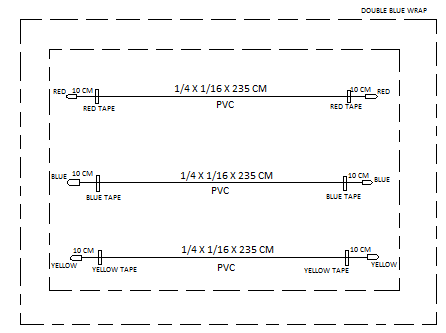 DOUBLE BLUE WRAP
RED 10 CM 1/4 X 1/16 X 235 CM 10 CM RED
RED TAPE PVC RED TAPE
BLUE 10 CM 1/4 X 1/16 X 235 CM 10 CM BLUE
BLUE TAPE PVC BLUE TAPE
10 CM 1/4 X 1/16 X 235 CM 10 CM
YELLOW YELLOW TAPE PVC YELLOW TAPE YELLOW